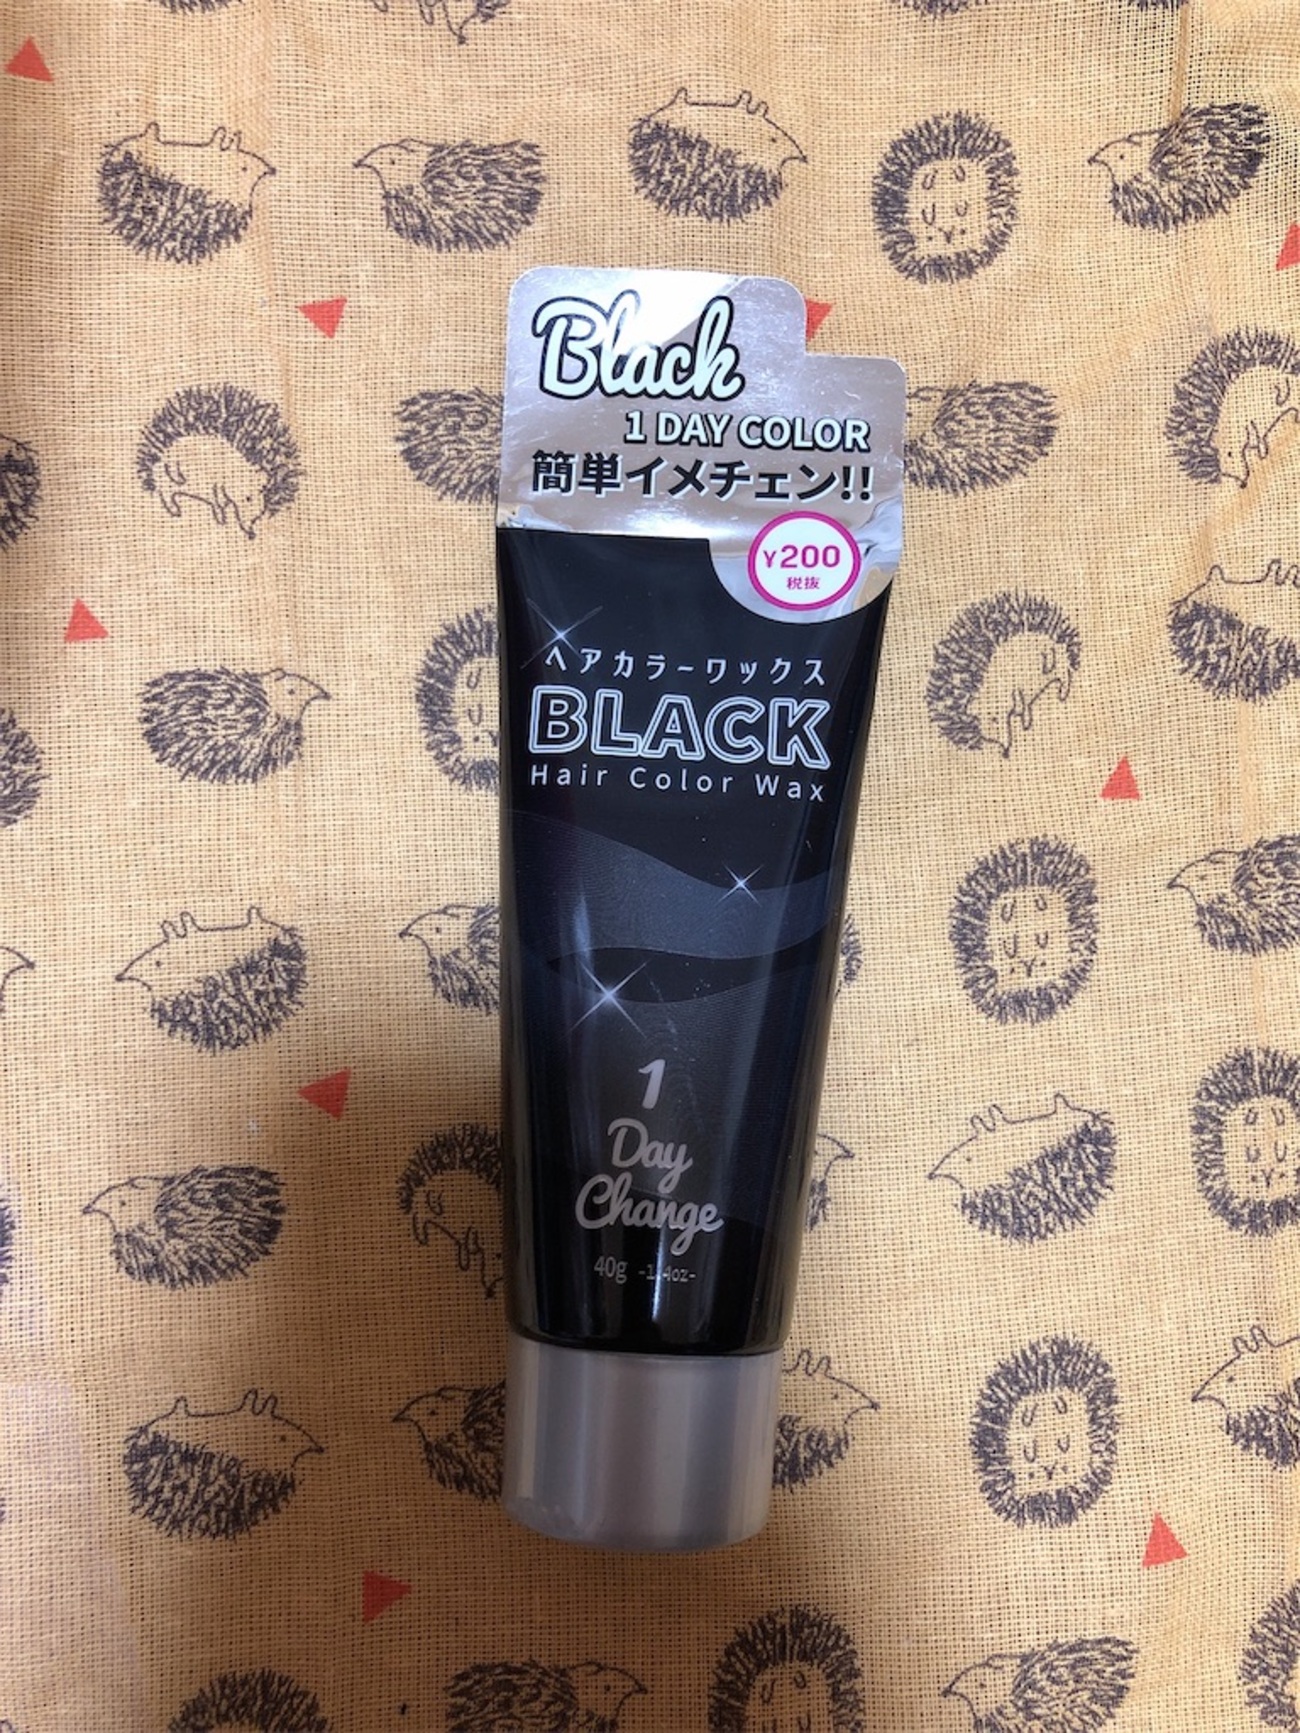 Black
1 DAY COLOR
簡単イメチェン!!
¥200
税抜
ヘアカラーワックス
BLACK
Hair Color Wax
1
Day
Change
40g -1.4oz-